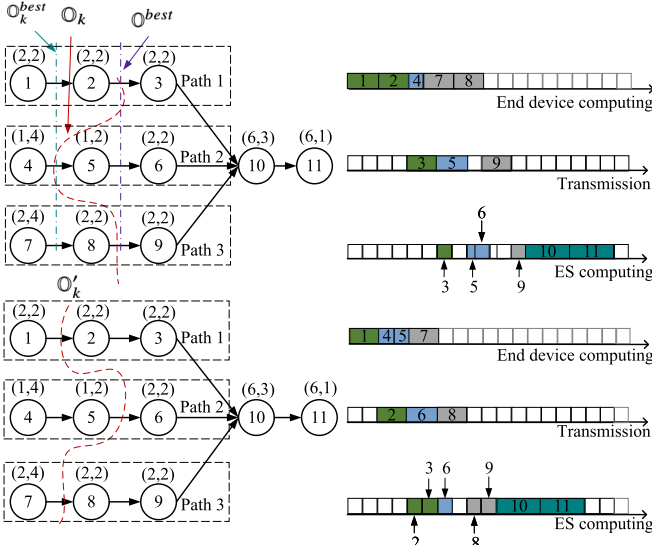 𝕆_k^{best} 𝕆_k 𝕆^{best}
(2,2) (2,2) (2,2)
1 2 3 Path 1
(1,4) (1,2) (2,2) (6,3) (6,1)
4 5 6 Path 2 10 11
(2,4) (2,2) (2,2)
7 8 9 Path 3
1 2 4 7 8
End device computing
3 5 9
Transmission
6
10 11
ES computing
3 5 9
𝕆′_k
(2,2) (2,2) (2,2)
1 2 3 Path 1
(1,4) (1,2) (2,2) (6,3) (6,1)
4 5 6 Path 2 10 11
(2,4) (2,2) (2,2)
7 8 9 Path 3
1 4 5 7
End device computing
2 6 8
Transmission
3 6 9
10 11
ES computing
2 8